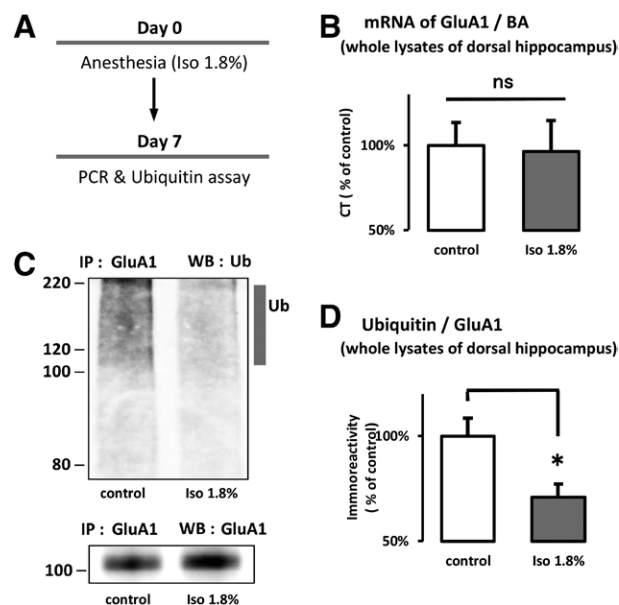 A
Day 0
Anesthesia (Iso 1.8%)
Day 7
PCR & Ubiquitin assay
B
mRNA of GluA1 / BA
(whole lysates of dorsal hippocampus)
ns
CT ( % of control)
100%
50%
control
Iso 1.8%
C
IP : GluA1
WB : Ub
220
120
100
80
Ub
control
Iso 1.8%
IP : GluA1
WB : GluA1
100
control
Iso 1.8%
D
Ubiquitin / GluA1
(whole lysates of dorsal hippocampus)
Immnoreactivity
( % of control)
100%
50%
*
control
Iso 1.8%